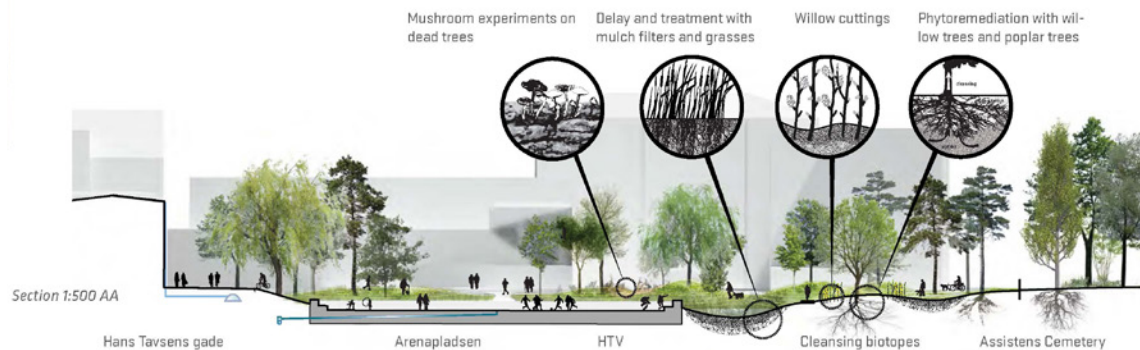 Mushroom experiments on
dead trees
Delay and treatment with
mulch filters and grasses
Willow cuttings
Phytoremediation with wil-
low trees and poplar trees
cleansing
Section 1:500 AA
Hans Tavsens gade
Arenapladsen
HTV
Cleansing biotopes
Assistens Cemetery